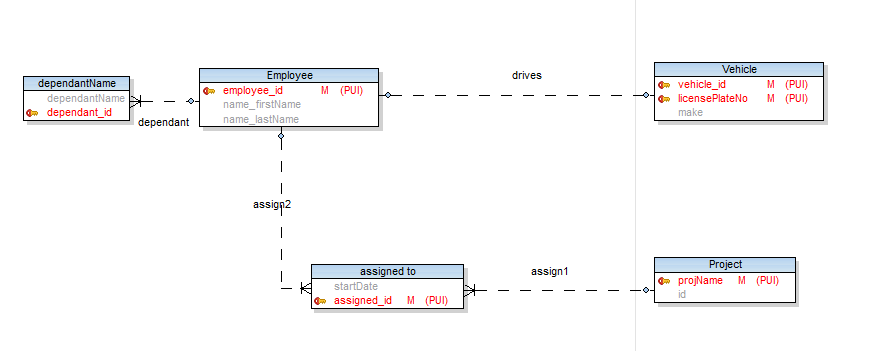 dependantName
dependantName
dependant_id
dependant
Employee
employee_id M (PUI)
name_firstName
name_lastName
drives
Vehicle
vehicle_id M (PUI)
licensePlateNo M (PUI)
make
assign2
assigned to
startDate
assigned_id M (PUI)
assign1
Project
projName M (PUI)
id